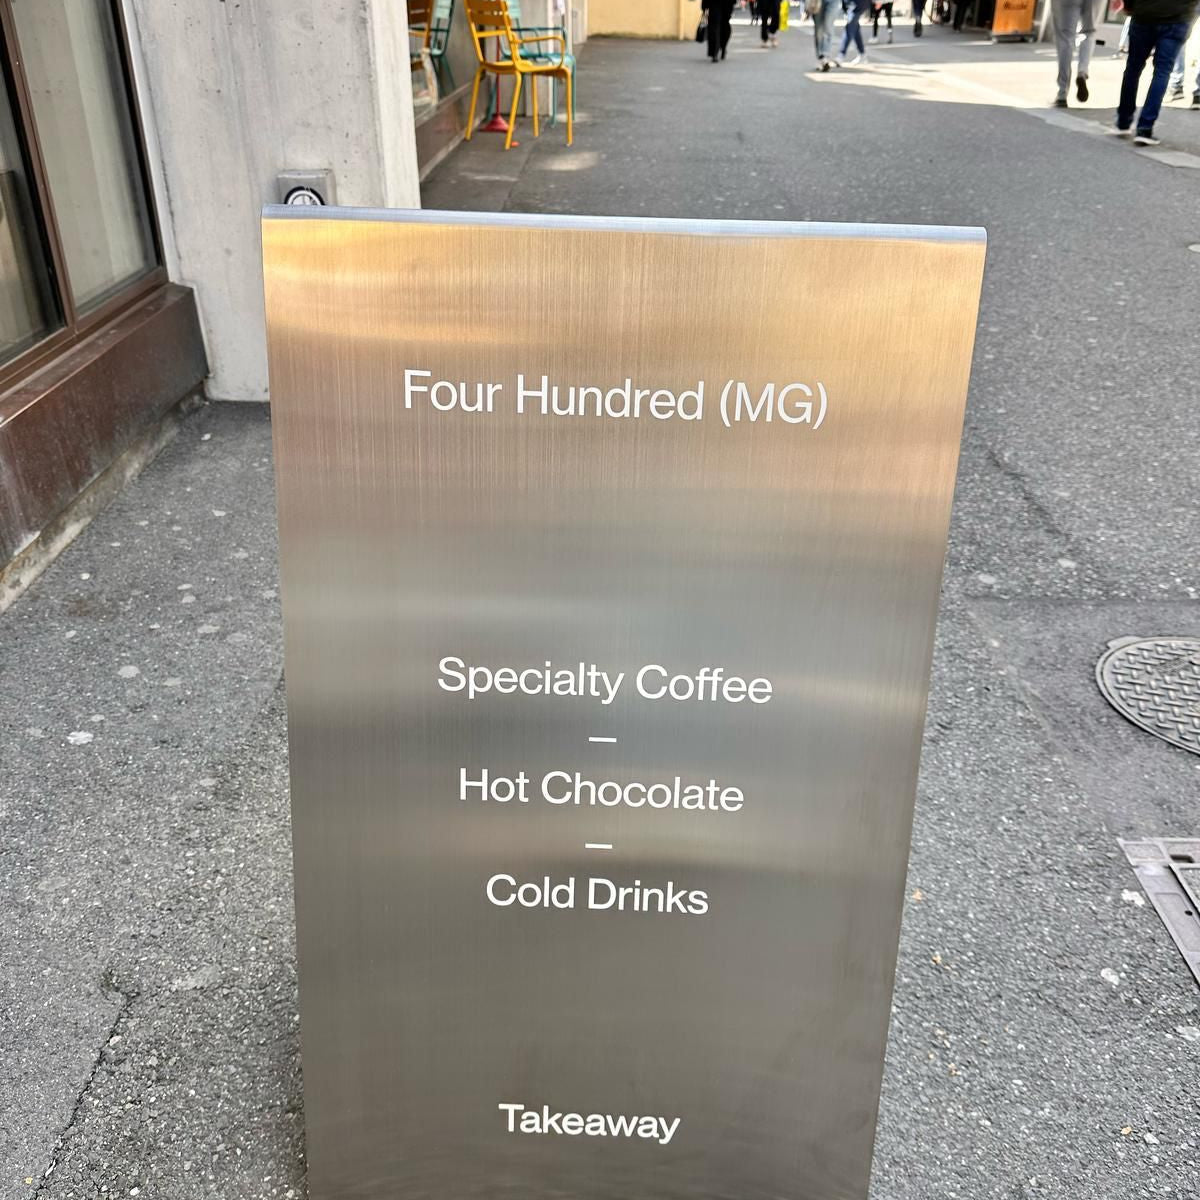 Four Hundred (MG)
Specialty Coffee
—
Hot Chocolate
—
Cold Drinks
Takeaway